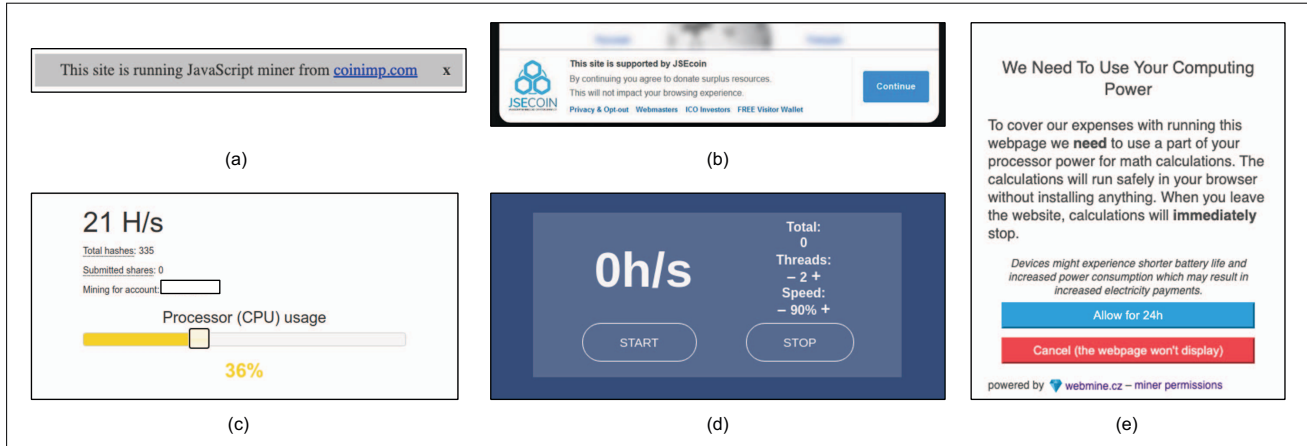 This site is running JavaScript miner from coinimp.com x
(a)
This site is supported by JSEcoin
By continuing you agree to donate surplus resources.
This will not impact your browsing experience.
Privacy & Opt-out Webmasters ICO Investors FREE Visitor Wallet
JSECOIN
Continue
(b)
21 H/s
Total hashes: 335
Submitted shares: 0
Mining for account:
Processor (CPU) usage
36%
(c)
0h/s
Total:
0
Threads:
– 2 +
Speed:
– 90% +
START
STOP
(d)
We Need To Use Your Computing
Power
To cover our expenses with running this
webpage we need to use a part of your
processor power for math calculations. The
calculations will run safely in your browser
without installing anything. When you leave
the website, calculations will immediately
stop.
Devices might experience shorter battery life and
increased power consumption which may result in
increased electricity payments.
Allow for 24h
Cancel (the webpage won't display)
powered by webmine.cz – miner permissions
(e)